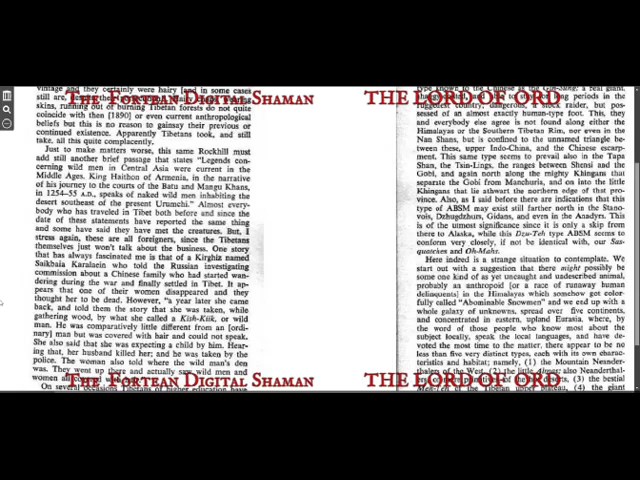 vintage and they certainly were hairy [and in some cases
The Fortean Digital Shaman
skins, running out of burning Tibetan forests do not quite
coincide with then [1890] or even current anthropological
beliefs but this is no reason to gainsay their previous or
continued existence. Apparently Tibetans took, and still
take, all this quite complacently.
Just to make matters worse, this same Rockhill must
add still another brief passage that states "Legends con-
cerning wild men in Central Asia were current in the
Middle Ages. King Haithon of Armenia, in the narrative
of his journey to the courts of the Batu and Mangu Khans,
in 1254–55 A.D., speaks of naked wild men inhabiting the
desert southeast of the present Urumchi." Almost every-
body who has traveled in Tibet both before and since the
date of these statements have reported the same thing
and some have said they have met the creatures. But, I
stress again, these are all foreigners, since the Tibetans
themselves just won't talk about the business. One story
that has always fascinated me is that of a Kirghiz named
Saikbaia Karalaein who told the Russian investigating
commission about a Chinese family who had started wan-
dering during the war and finally settled in Tibet. It ap-
pears that one of their women disappeared and they
thought her to be dead. However, "a year later she came
back, and told them the story that she was taken, while
gathering wood, by what she called a Kish-Kiik, or wild
man. He was comparatively little different from an [ordi-
nary] man but was covered with hair and could not speak.
She also said that she was expecting a child by him. Hear-
ing that, her husband killed her; and he was taken by the
police. The woman also told where the wild man's den
was. They went up there and actually saw wild men and
The Fortean Digital Shaman
On several occasions Tibetans of higher education have
type known to the Chinese as the Gin-Sung: a real giant.
THE LORD OF ORD
ruggedest country; dangerous, a stock raider, but pos-
sessed of an almost exactly human-type foot. This, they
and everybody else agree is not found along either the
Himalayas or the Southern Tibetan Rim, nor even in the
Nan Shans, but is confined to the unnamed triangle be-
tween these, upper Indo-China, and the Chinese escarp-
ment. This same type seems to prevail also in the Tapa
Shan, the Tsin-Lings, the ranges between Shensi and the
Gobi, and again north along the mighty Khingans that
separate the Gobi from Manchuria, and on into the little
Khingans that lie athwart the northern edge of that pro-
vince. Also, as I said before there are indications that this
type of ABSM may exist still farther north in the Stano-
vois, Dzhugdzhurs, Gidans, and even in the Anadyrs. This
is of the utmost significance since it is only a skip from
there to Alaska, while this Dzu-Teh type ABSM seems to
conform very closely, if not be identical with, our Sas-
quatches and Oh-Mahs.
Here indeed is a strange situation to contemplate. We
start out with a suggestion that there might possibly be
some kind of as yet uncaught and undescribed animal,
probably an anthropoid [or a race of runaway human
delinquents] in the Himalayas which somehow got color-
fully called "Abominable Snowmen" and we end up with a
whole galaxy of unknowns, spread over five continents,
and concentrated in eastern, upland Eurasia, where, by
the word of those people who know most about the
subject locally, speak the local languages, and have de-
voted the most time to the matter, there appear to be no
less than five very distinct types, each with its own charac-
teristics and habitat; namely, (1) the Mountain Neander-
thalers of the West, (2) the little Almas; also Neanderthal-
THE LORD OF ORD
of the Tibetan upper plateau, (4) the giant